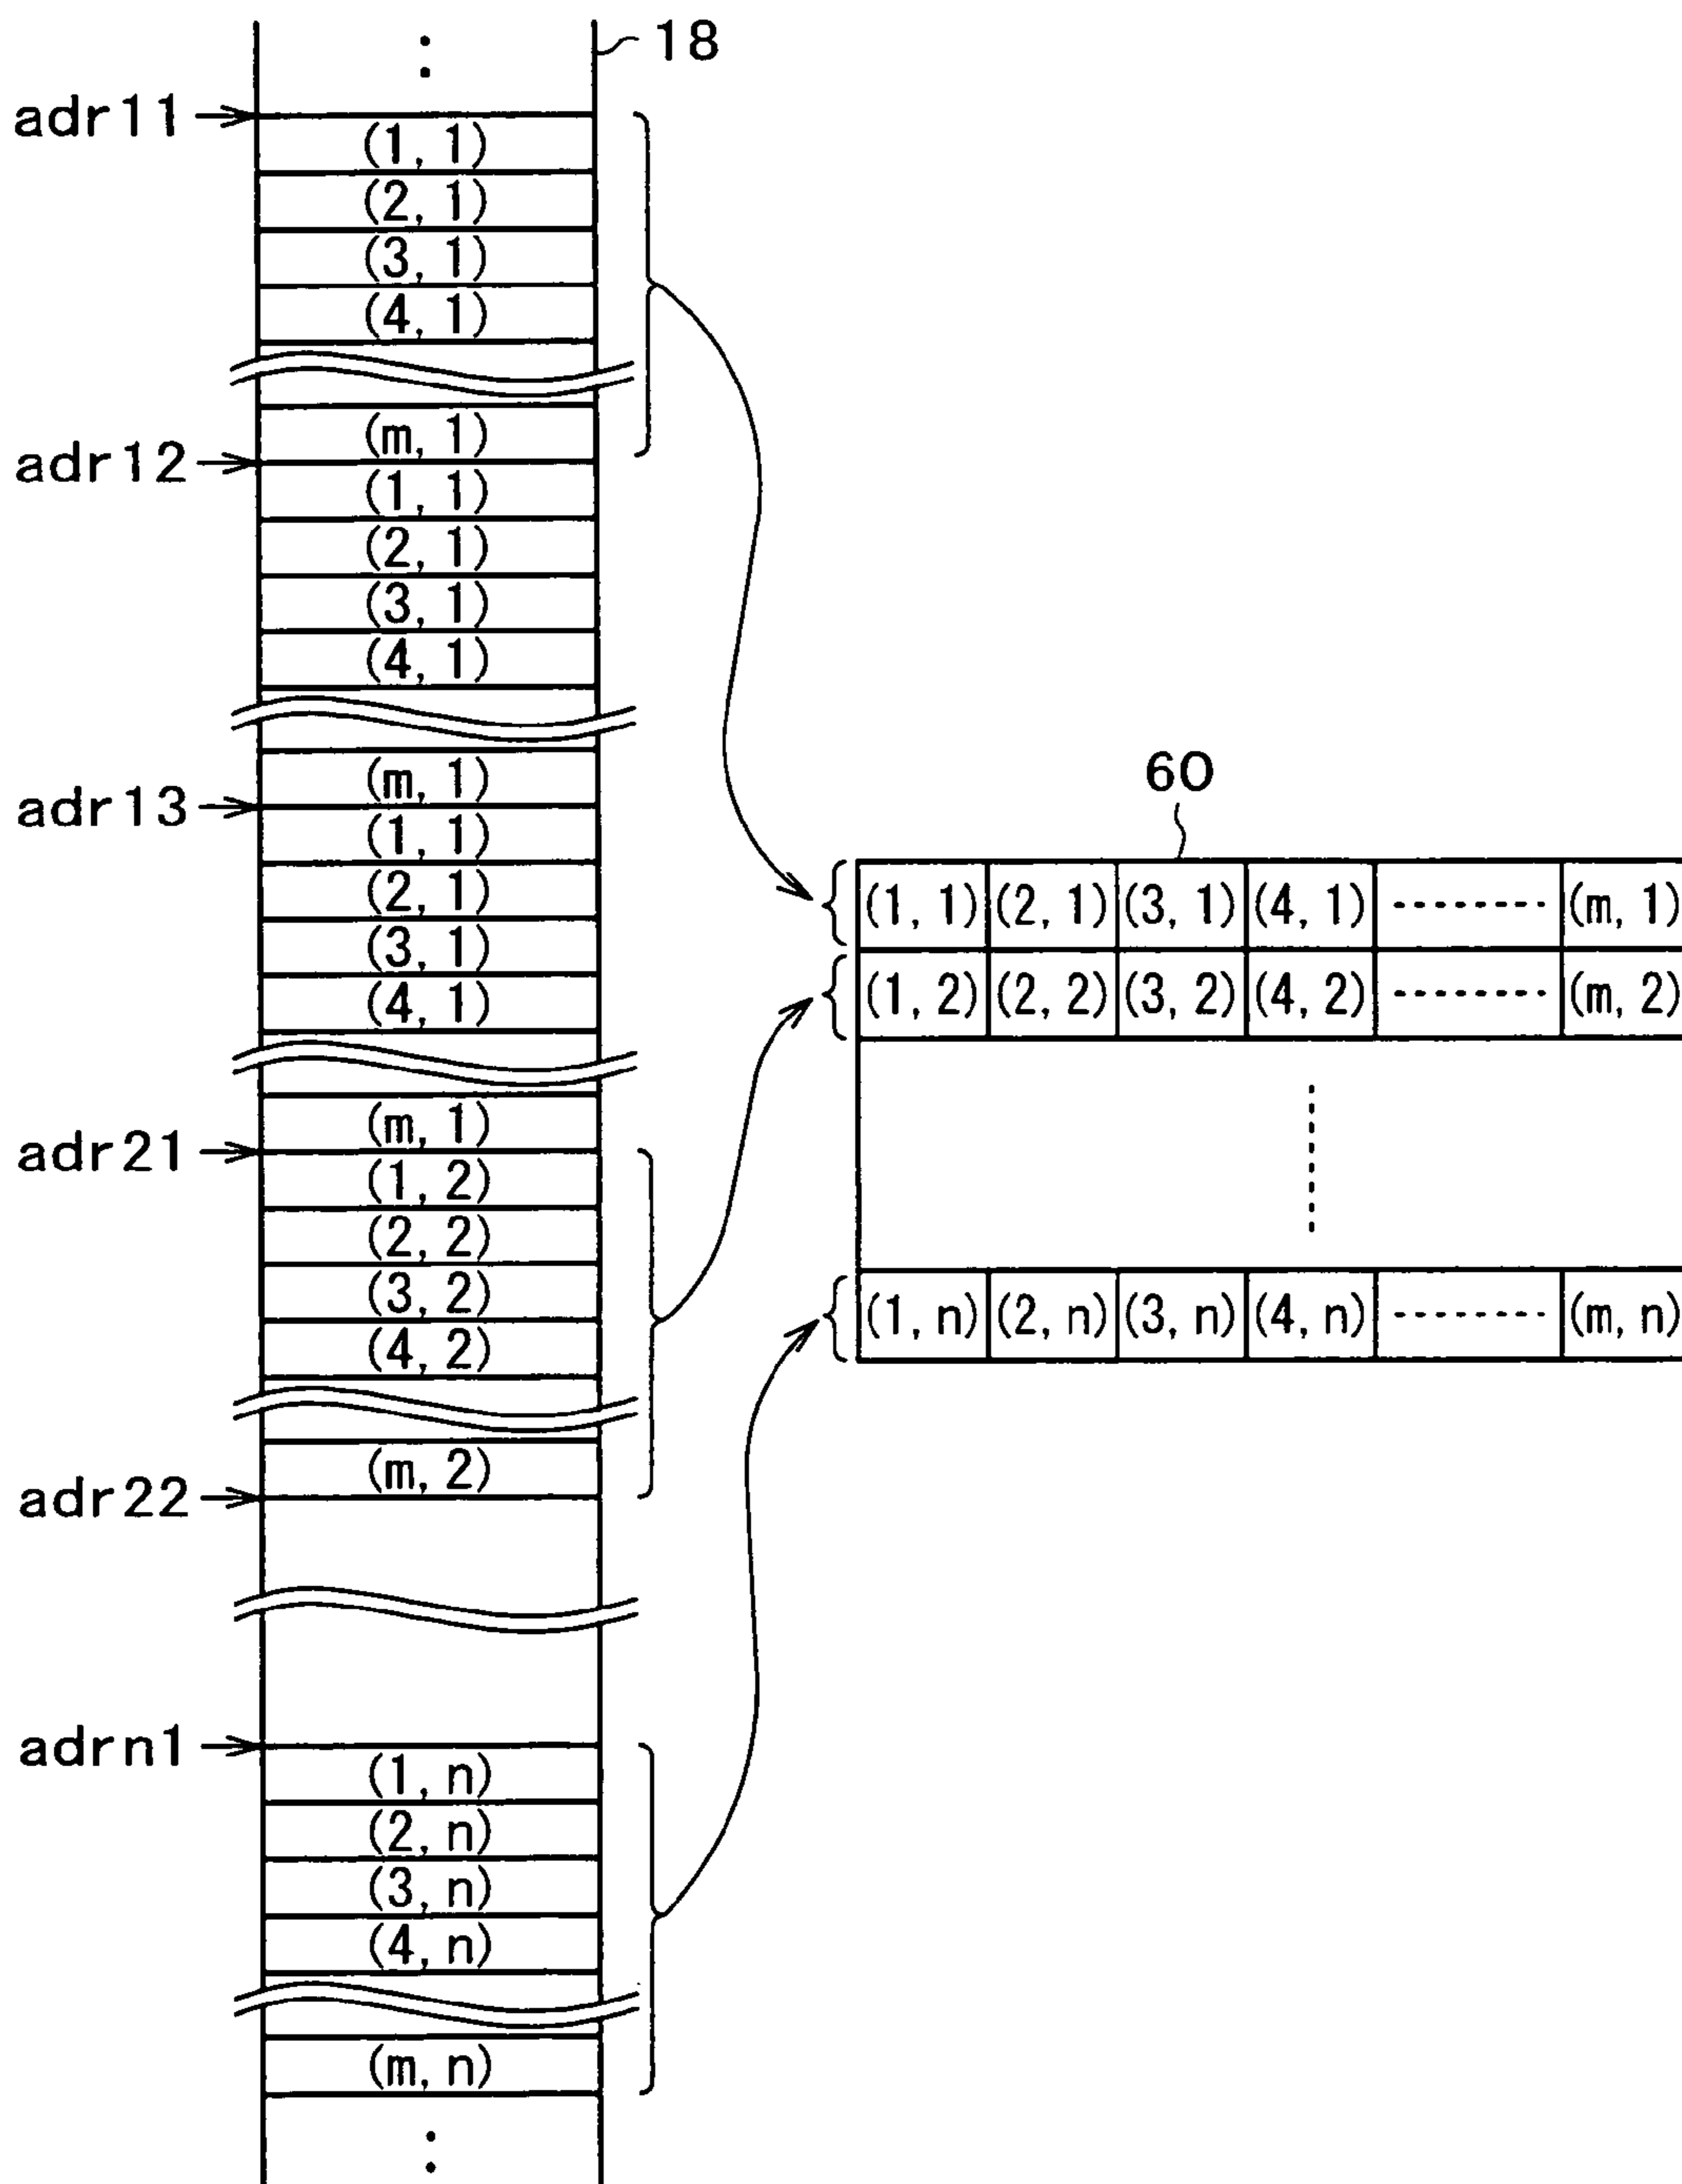 18
adr11
(1, 1)
(2, 1)
(3, 1)
(4, 1)
(m, 1)
adr12
(1, 1)
(2, 1)
(3, 1)
(4, 1)
(m, 1)
adr13
(1, 1)
(2, 1)
(3, 1)
(4, 1)
(m, 1)
adr21
(1, 2)
(2, 2)
(3, 2)
(4, 2)
(m, 2)
adr22
adrn1
(1, n)
(2, n)
(3, n)
(4, n)
(m, n)
60
(1, 1) (2, 1) (3, 1) (4, 1) -------- (m, 1)
(1, 2) (2, 2) (3, 2) (4, 2) -------- (m, 2)
(1, n) (2, n) (3, n) (4, n) -------- (m, n)